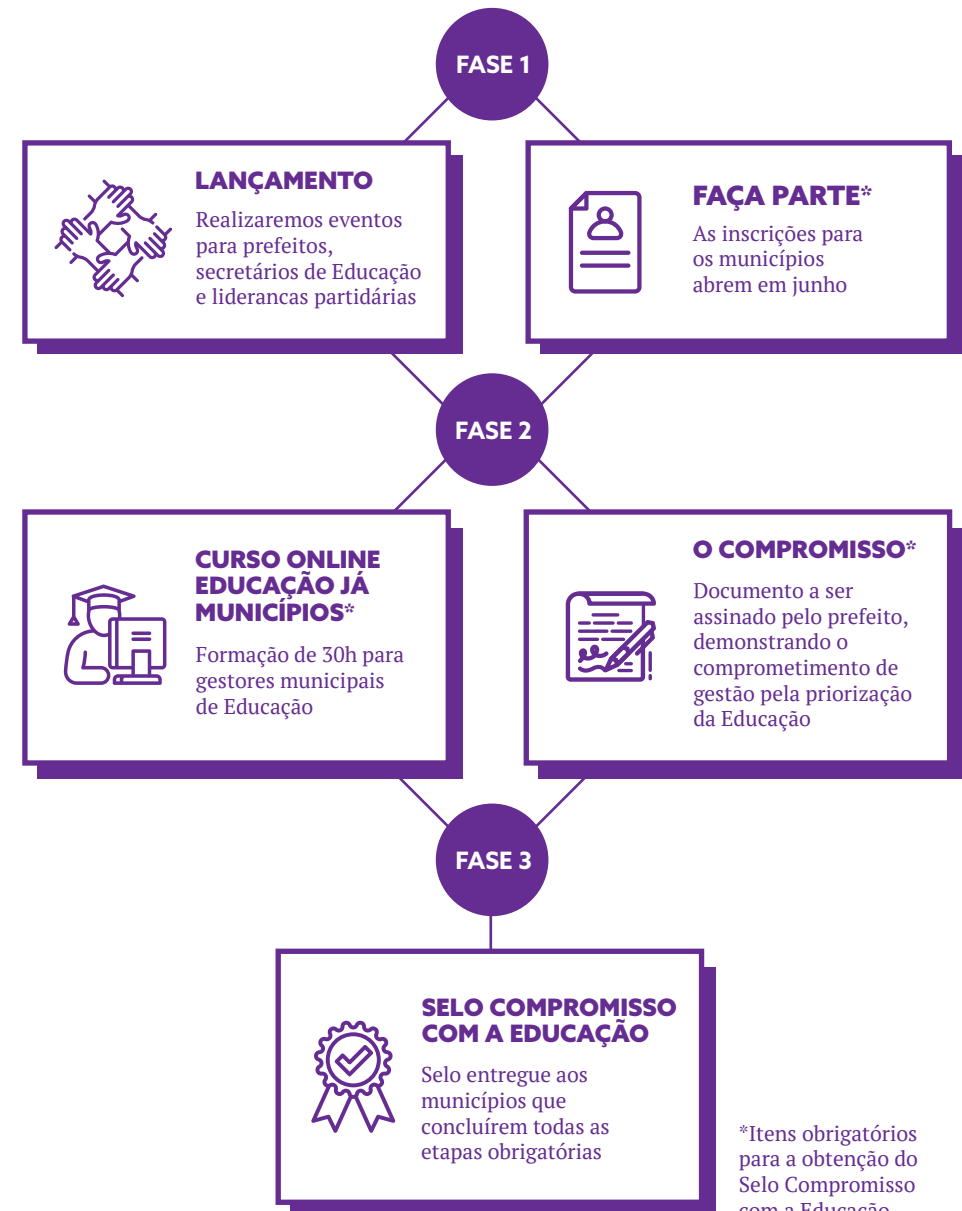 FASE 1
LANÇAMENTO
Realizaremos eventos
para prefeitos,
secretários de Educação
e liderancas partidárias
FAÇA PARTE*
As inscrições para
os municípios
abrem em junho
FASE 2
CURSO ONLINE
EDUCAÇÃO JÁ
MUNICÍPIOS*
Formação de 30h para
gestores municipais
de Educação
O COMPROMISSO*
Documento a ser
assinado pelo prefeito,
demonstrando o
comprometimento de
gestão pela priorização
da Educação
FASE 3
SELO COMPROMISSO
COM A EDUCAÇÃO
Selo entregue aos
municípios que
concluírem todas as
etapas obrigatórias
*Itens obrigatórios
para a obtenção do
Selo Compromisso
com a Educação